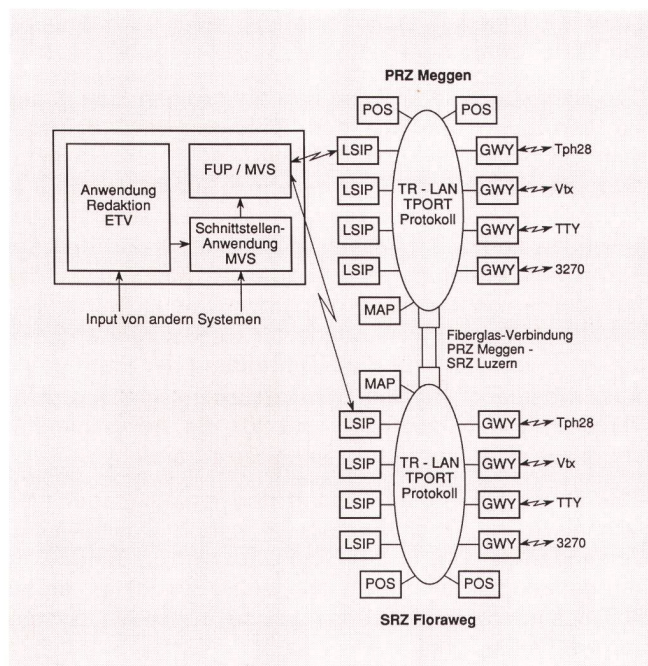 PRZ Meggen
POS
POS
LSIP
GWY
Tph28
FUP / MVS
Anwendung
Redaktion
ETV
LSIP
TR - LAN
TPORT
Protokoll
GWY
Vtx
Schnittstellen-
Anwendung
MVS
LSIP
GWY
TTY
LSIP
GWY
3270
MAP
Input von andern Systemen
Fiberglas-Verbindung
PRZ Meggen -
SRZ Luzern
MAP
LSIP
GWY
Tph28
LSIP
TR - LAN
TPORT
Protokoll
GWY
Vtx
LSIP
GWY
TTY
LSIP
GWY
3270
POS
POS
SRZ Floraweg